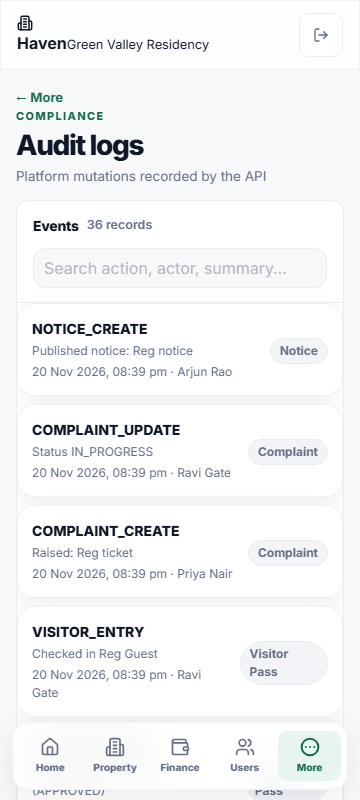 HavenGreen Valley Residency
← More
COMPLIANCE
Audit logs
Platform mutations recorded by the API
Events 36 records
Search action, actor, summary...
NOTICE_CREATE
Published notice: Reg notice
20 Nov 2026, 08:39 pm · Arjun Rao
Notice
COMPLAINT_UPDATE
Status IN_PROGRESS
20 Nov 2026, 08:39 pm · Ravi Gate
Complaint
COMPLAINT_CREATE
Raised: Reg ticket
20 Nov 2026, 08:39 pm · Priya Nair
Complaint
VISITOR_ENTRY
Checked in Reg Guest
20 Nov 2026, 08:39 pm · Ravi
Gate
Visitor
Pass
Home Property Finance Users More
(APPROVED)
Pass